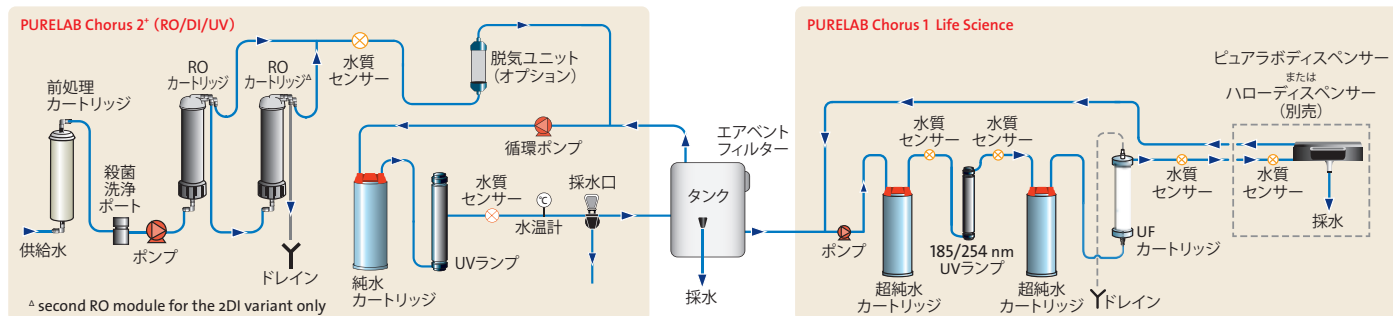 PURELAB Chorus 2⁺ (RO/DI/UV)
前処理
カートリッジ
供給水
殺菌
洗浄
ポート
ポンプ
RO
カートリッジ
RO
カートリッジΔ
ドレイン
水質
センサー
脱気ユニット
(オプション)
循環ポンプ
純水
カートリッジ
UVランプ
水質
センサー
℃
水温計
採水口
Δ second RO module for the 2DI variant only
エアベント
フィルター
タンク
採水
PURELAB Chorus 1 Life Science
ポンプ
超純水
カートリッジ
水質
センサー
185/254 nm
UVランプ
水質
センサー
超純水
カートリッジ
ドレイン
UF
カートリッジ
水質
センサー
水質
センサー
ピュアラボディスペンサー
または
ハローディスペンサー
(別売)
採水